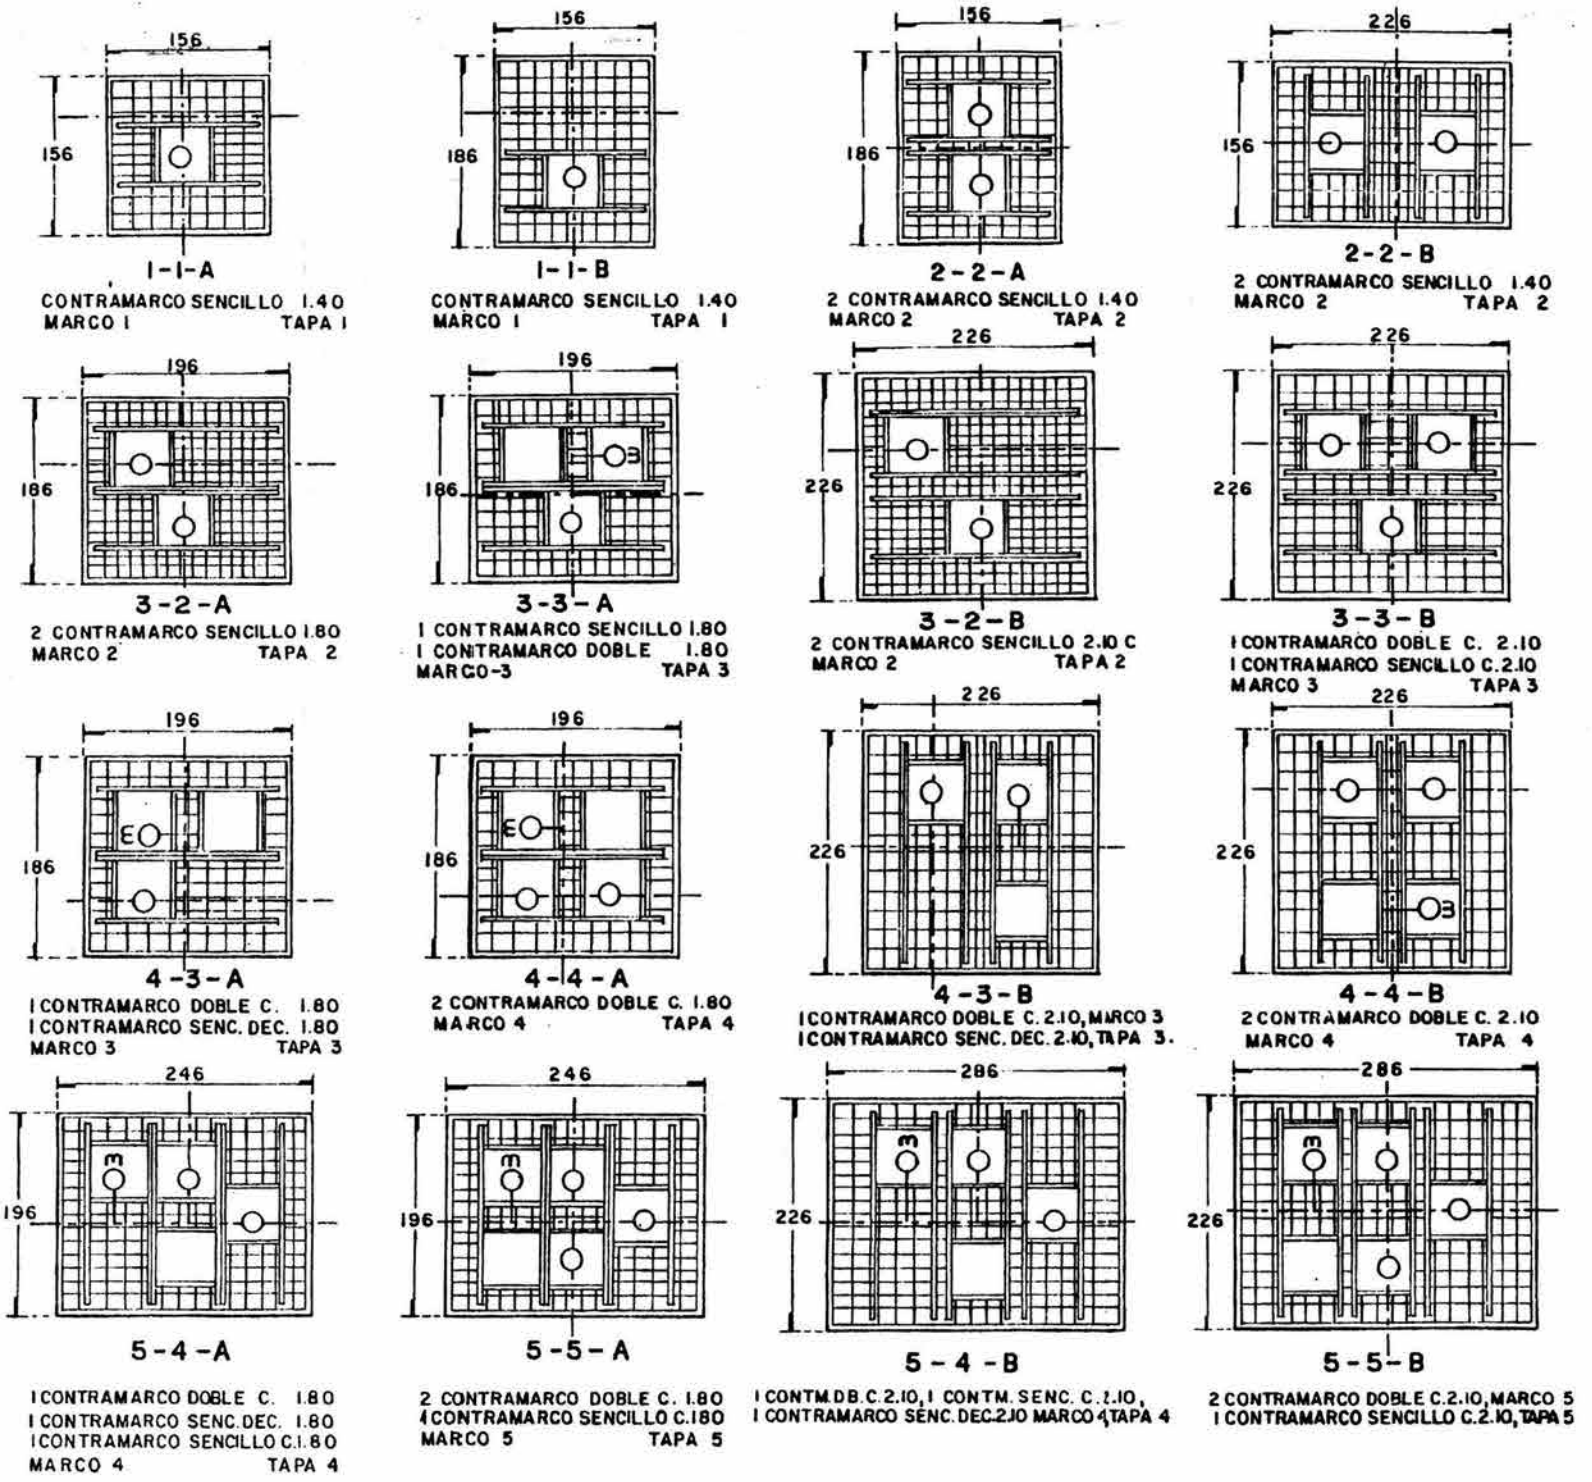 156
156
1-1-A
CONTRAMARCO SENCILLO 1.40
MARCO 1 TAPA 1
156
186
1-1-B
CONTRAMARCO SENCILLO 1.40
MARCO 1 TAPA 1
156
186
2-2-A
2 CONTRAMARCO SENCILLO 1.40
MARCO 2 TAPA 2
226
156
2-2-B
2 CONTRAMARCO SENCILLO 1.40
MARCO 2 TAPA 2
196
186
3-2-A
2 CONTRAMARCO SENCILLO 1.80
MARCO 2 TAPA 2
196
186
3
3-3-A
1 CONTRAMARCO SENCILLO 1.80
1 CONTRAMARCO DOBLE 1.80
MARCO-3 TAPA 3
226
226
3-2-B
2 CONTRAMARCO SENCILLO 2.10 C
MARCO 2 TAPA 2
226
226
3-3-B
1 CONTRAMARCO DOBLE C. 2.10
1 CONTRAMARCO SENCILLO C.2.10
MARCO 3 TAPA 3
196
186
3
4-3-A
1 CONTRAMARCO DOBLE C. 1.80
1 CONTRAMARCO SENC. DEC. 1.80
MARCO 3 TAPA 3
196
186
3
4-4-A
2 CONTRAMARCO DOBLE C. 1.80
MARCO 4 TAPA 4
226
226
4-3-B
1 CONTRAMARCO DOBLE C. 2.10, MARCO 3
1 CONTRAMARCO SENC. DEC. 2.10, TAPA 3.
226
226
3
4-4-B
2 CONTRAMARCO DOBLE C. 2.10
MARCO 4 TAPA 4
246
196
3
5-4-A
1 CONTRAMARCO DOBLE C. 1.80
1 CONTRAMARCO SENC. DEC. 1.80
1 CONTRAMARCO SENCILLO C.1.80
MARCO 4 TAPA 4
246
196
3
5-5-A
2 CONTRAMARCO DOBLE C. 1.80
1 CONTRAMARCO SENCILLO C.180
MARCO 5 TAPA 5
286
226
3
5-4-B
1 CONTM.DB.C.2.10, 1 CONTM. SENC. C.2.10,
1 CONTRAMARCO SENC. DEC.2.10 MARCO 4,TAPA 4
286
226
3
5-5-B
2 CONTRAMARCO DOBLE C.2.10, MARCO 5
1 CONTRAMARCO SENCILLO C.2.10, TAPA 5